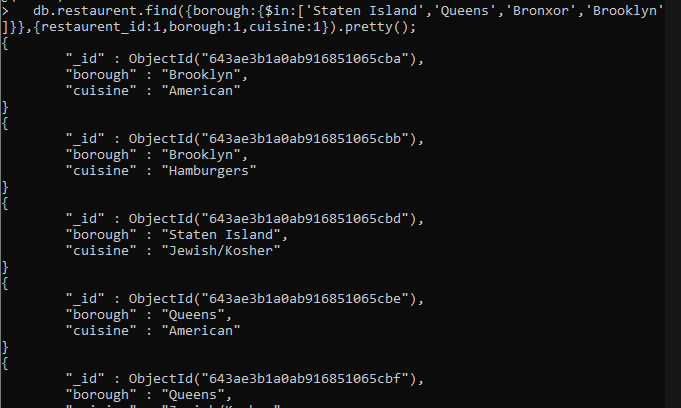 >   db.restaurent.find({borough:{$in:['Staten Island','Queens','Bronxor','Brooklyn'
]}},{restaurent_id:1,borough:1,cuisine:1}).pretty();
{
        "_id" : ObjectId("643ae3b1a0ab916851065cba"),
        "borough" : "Brooklyn",
        "cuisine" : "American"
}
{
        "_id" : ObjectId("643ae3b1a0ab916851065cbb"),
        "borough" : "Brooklyn",
        "cuisine" : "Hamburgers"
}
{
        "_id" : ObjectId("643ae3b1a0ab916851065cbd"),
        "borough" : "Staten Island",
        "cuisine" : "Jewish/Kosher"
}
{
        "_id" : ObjectId("643ae3b1a0ab916851065cbe"),
        "borough" : "Queens",
        "cuisine" : "American"
}
{
        "_id" : ObjectId("643ae3b1a0ab916851065cbf"),
        "borough" : "Queens",